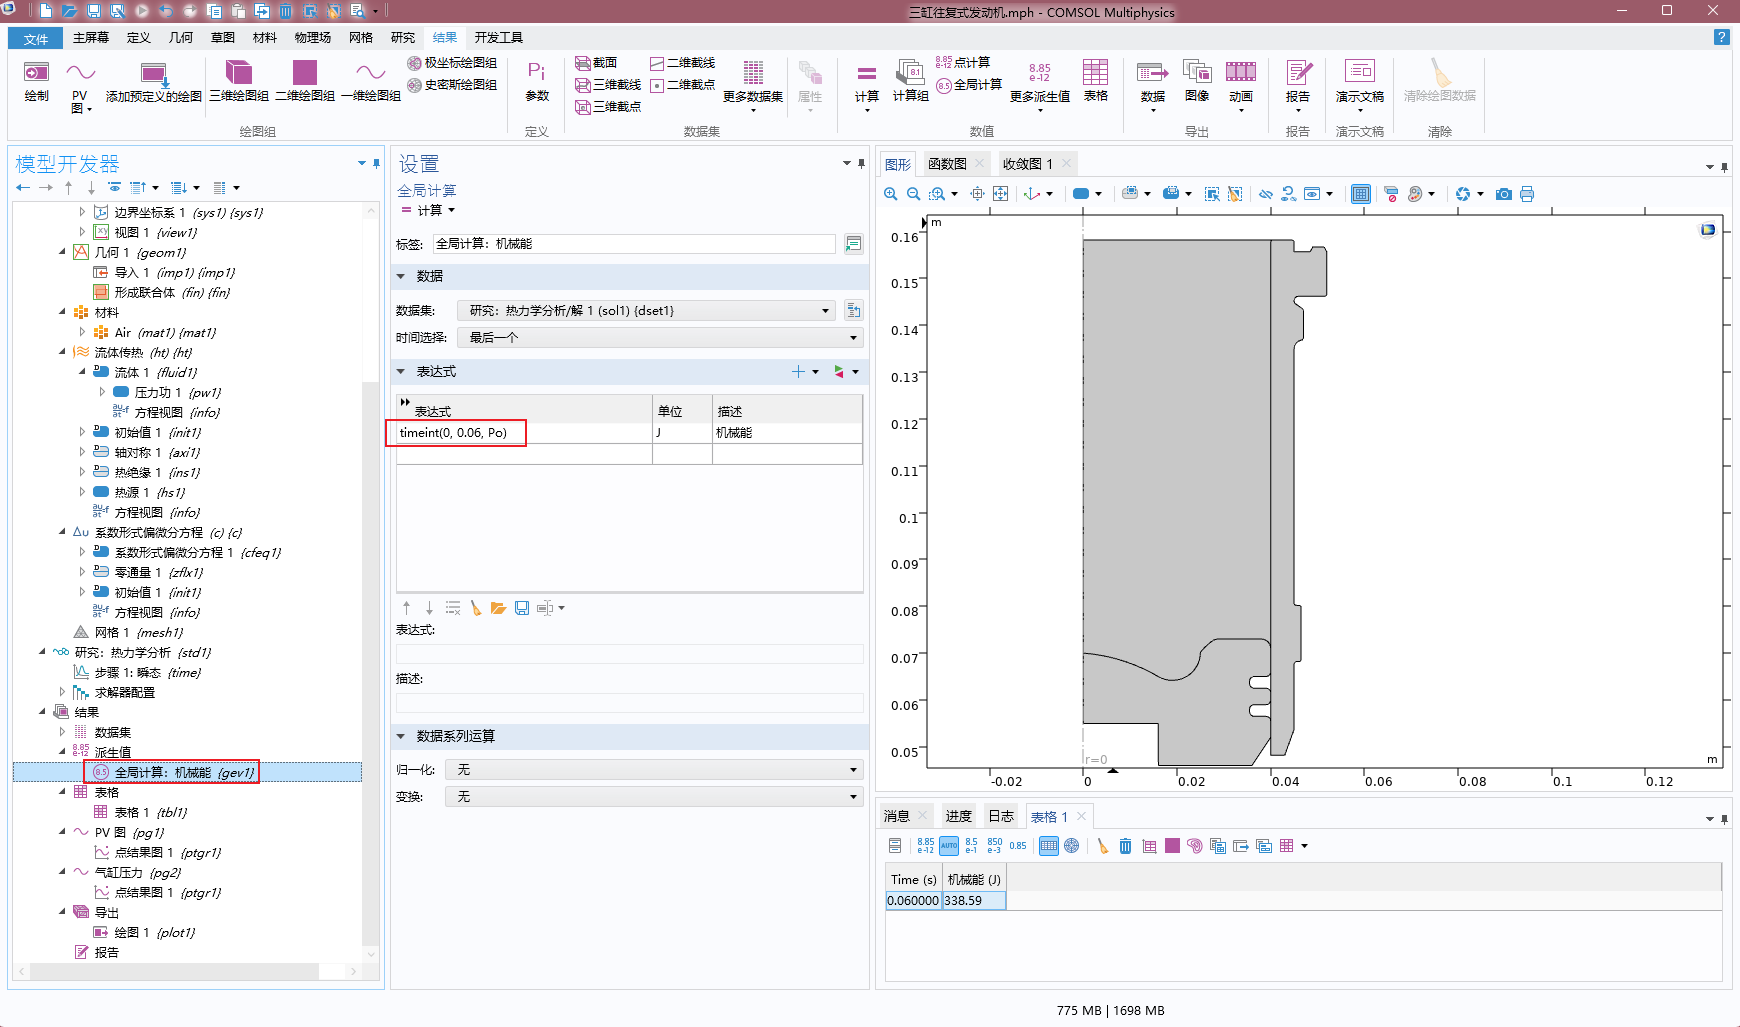 三缸往复式发动机.mph - COMSOL Multiphysics
文件 主屏幕 定义 几何 草图 材料 物理场 网格 研究 结果 开发工具
绘制
PV 图
添加预定义的绘图
三维绘图组
二维绘图组
一维绘图组
极坐标绘图组
史密斯绘图组
绘图组
Pi
参数
定义
截面
三维截线
三维截点
二维截线
二维截点
更多数据集
数据集
属性
计算
计算组
8.85 e-12 点计算
8.5 全局计算
8.85 e-12
更多派生值
表格
数值
数据
图像
动画
导出
报告
报告
演示文稿
演示文稿
清除绘图数据
清除
模型开发器
边界坐标系 1 (sys1) {sys1}
视图 1 {view1}
几何 1 {geom1}
导入 1 (imp1) {imp1}
形成联合体 (fin) {fin}
材料
Air (mat1) {mat1}
流体传热 (ht) {ht}
流体 1 {fluid1}
压力功 1 {pw1}
方程视图 {info}
初始值 1 {init1}
轴对称 1 {axi1}
热绝缘 1 {ins1}
热源 1 {hs1}
方程视图 {info}
系数形式偏微分方程 (c) {c}
系数形式偏微分方程 1 {cfeq1}
零通量 1 {zflx1}
初始值 1 {init1}
方程视图 {info}
网格 1 {mesh1}
研究：热力学分析 {std1}
步骤 1: 瞬态 {time}
求解器配置
结果
数据集
派生值
全局计算：机械能 {gev1}
表格
表格 1 {tbl1}
PV 图 {pg1}
点结果图 1 {ptgr1}
气缸压力 {pg2}
点结果图 1 {ptgr1}
导出
绘图 1 {plot1}
报告
设置
全局计算
= 计算
标签: 全局计算：机械能
数据
数据集: 研究：热力学分析/解 1 (sol1) {dset1}
时间选择: 最后一个
表达式
表达式 单位 描述
timeint(0, 0.06, Po) J 机械能
表达式:
描述:
数据系列运算
归一化: 无
变换: 无
图形 函数图 收敛图 1
m
0.16
0.15
0.14
0.13
0.12
0.11
0.1
0.09
0.08
0.07
0.06
0.05
r=0
m
-0.02 0 0.02 0.04 0.06 0.08 0.1 0.12
消息 进度 日志 表格 1
8.85 e-12 AUTO 8.5 e-1 850 e-3 0.85
Time (s) 机械能 (J)
0.060000 338.59
775 MB | 1698 MB